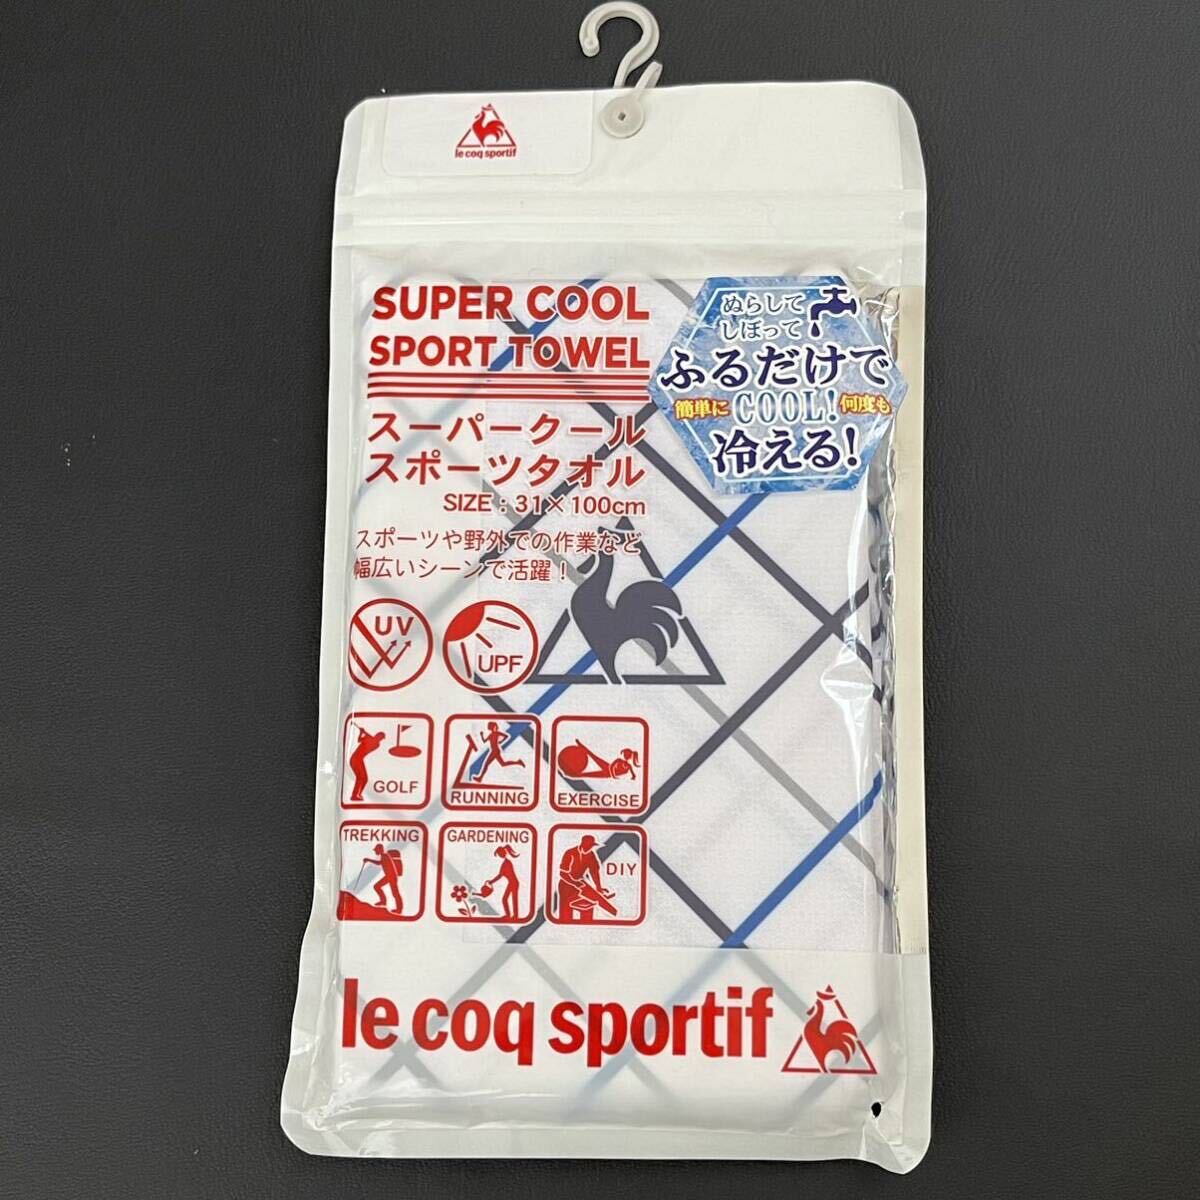 le coq sportif
SUPER COOL
SPORT TOWEL
スーパークール
スポーツタオル
SIZE : 31×100cm
スポーツや野外での作業など
幅広いシーンで活躍！
ぬらして
しぼって
ふるだけで
簡単に COOL! 何度も
冷える!
UV
UPF
GOLF
RUNNING
EXERCISE
TREKKING
GARDENING
DIY
le coq sportif